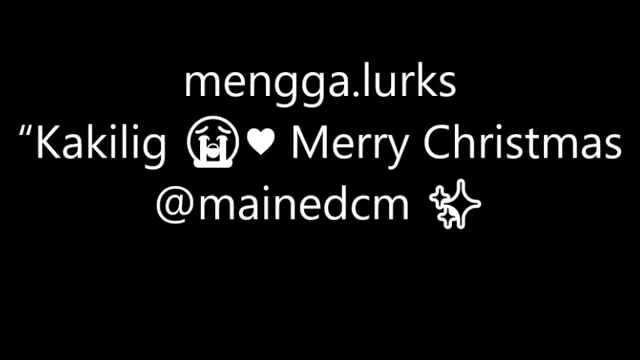 mengga.lurks
“Kakilig 😭♥ Merry Christmas
@mainedcm ✨